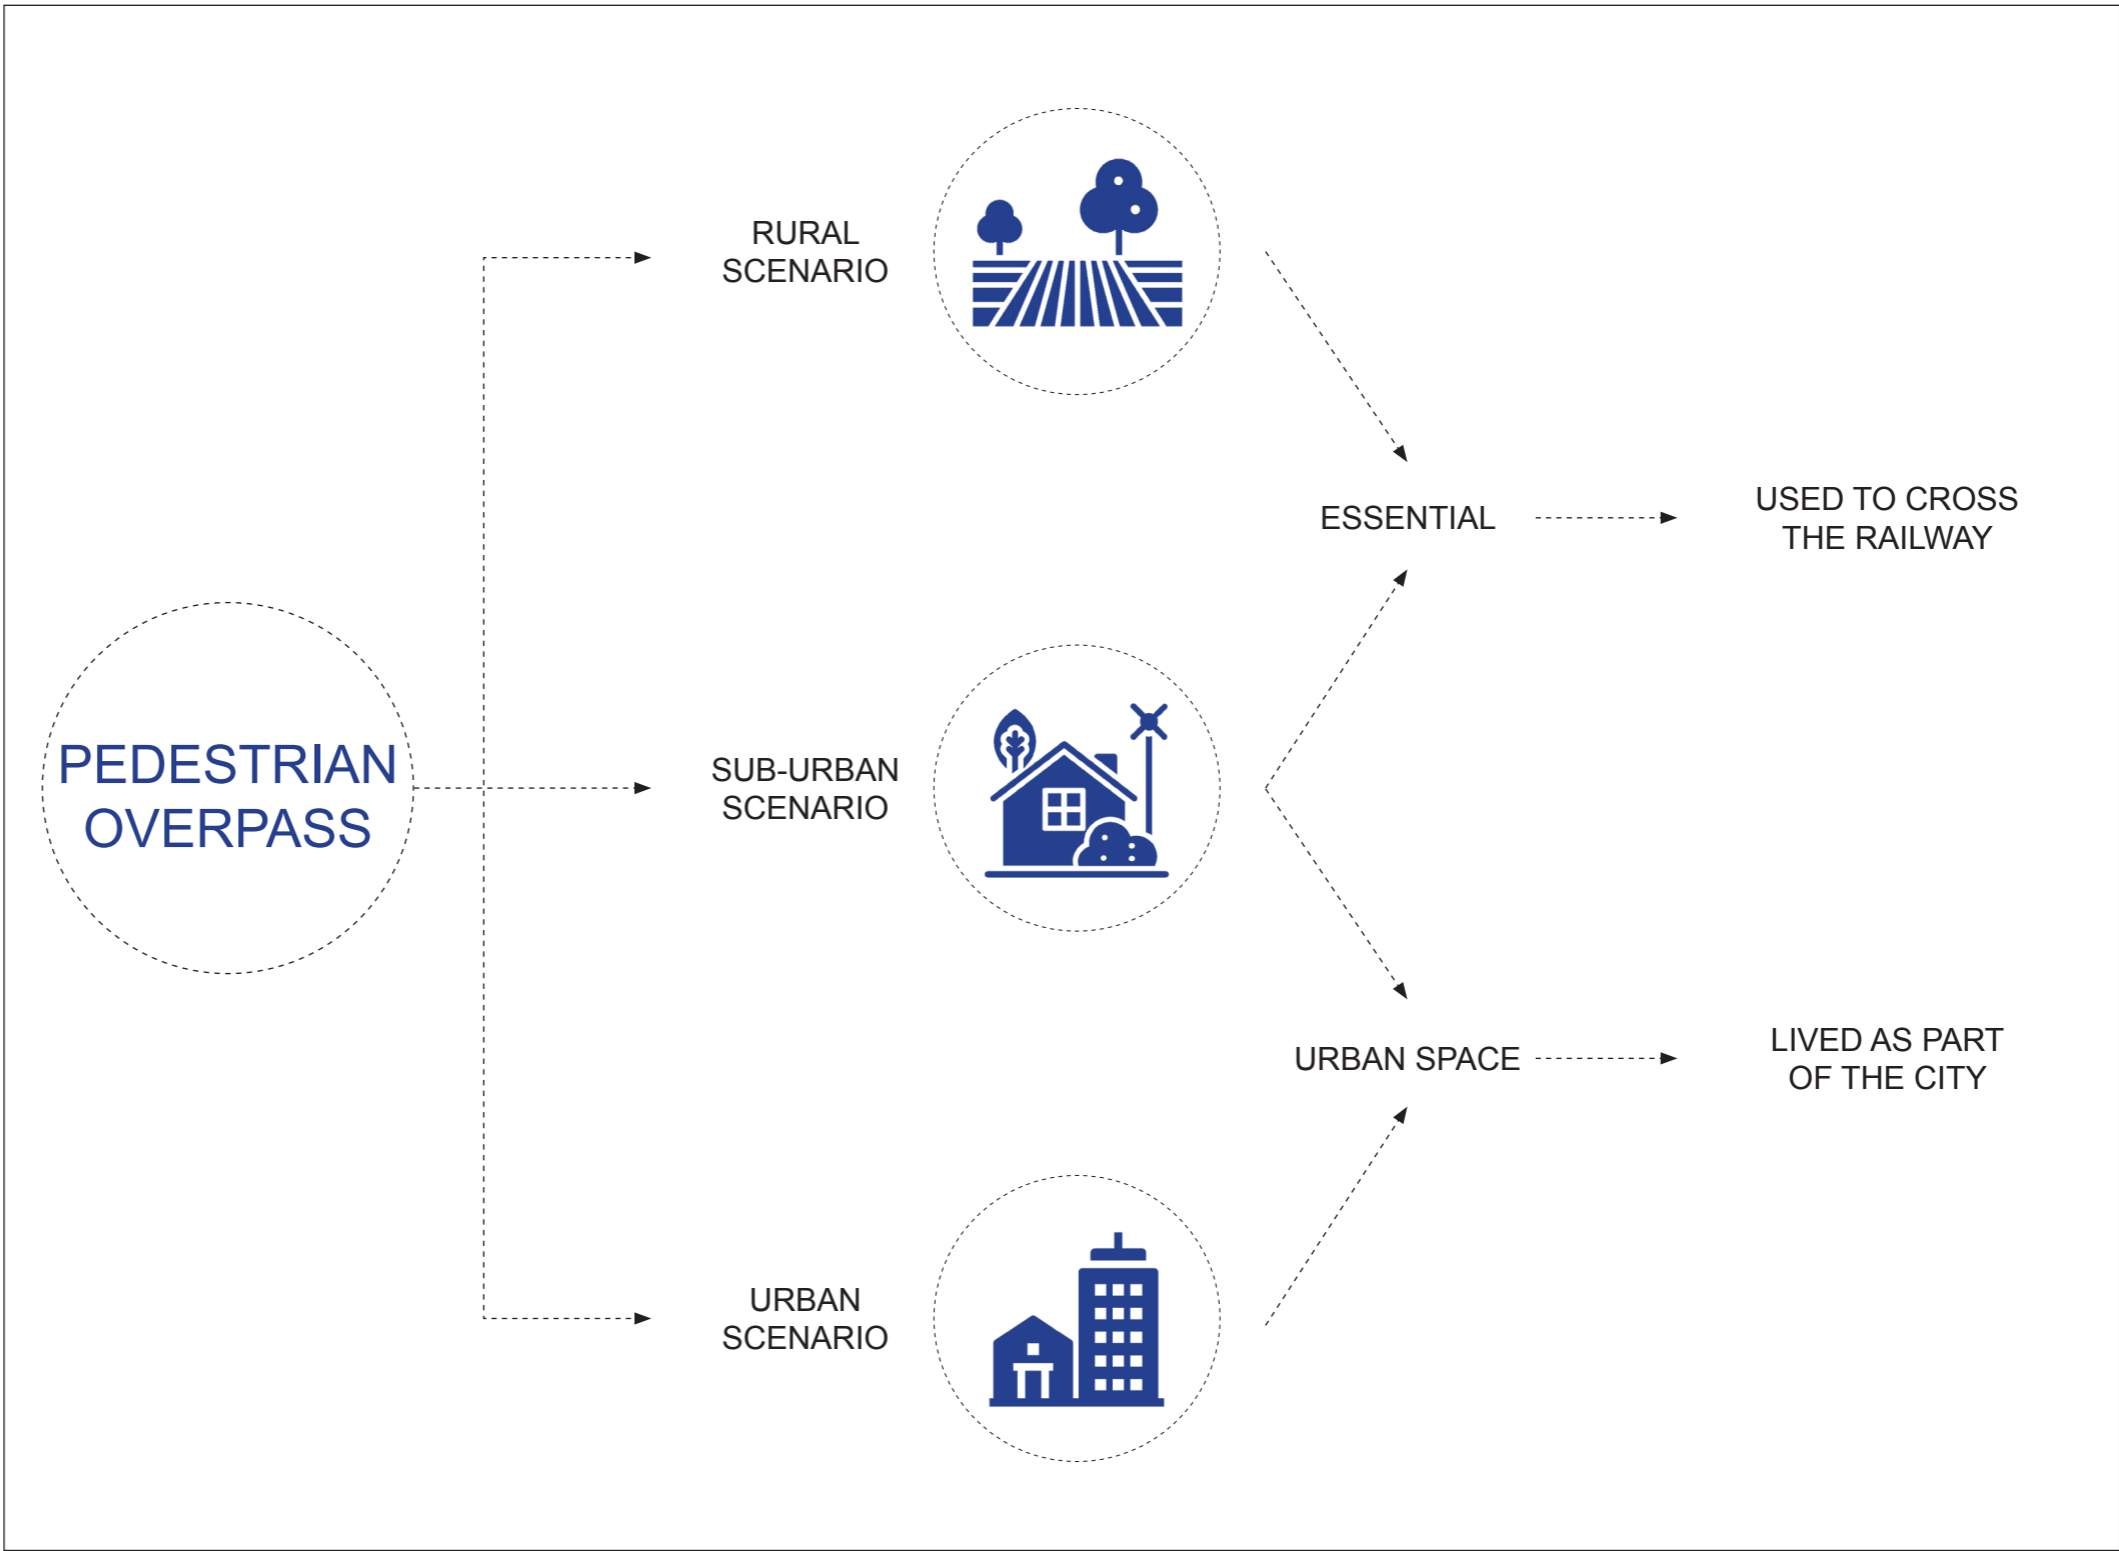 PEDESTRIAN
OVERPASS
RURAL
SCENARIO
SUB-URBAN
SCENARIO
URBAN
SCENARIO
ESSENTIAL
USED TO CROSS
THE RAILWAY
URBAN SPACE
LIVED AS PART
OF THE CITY